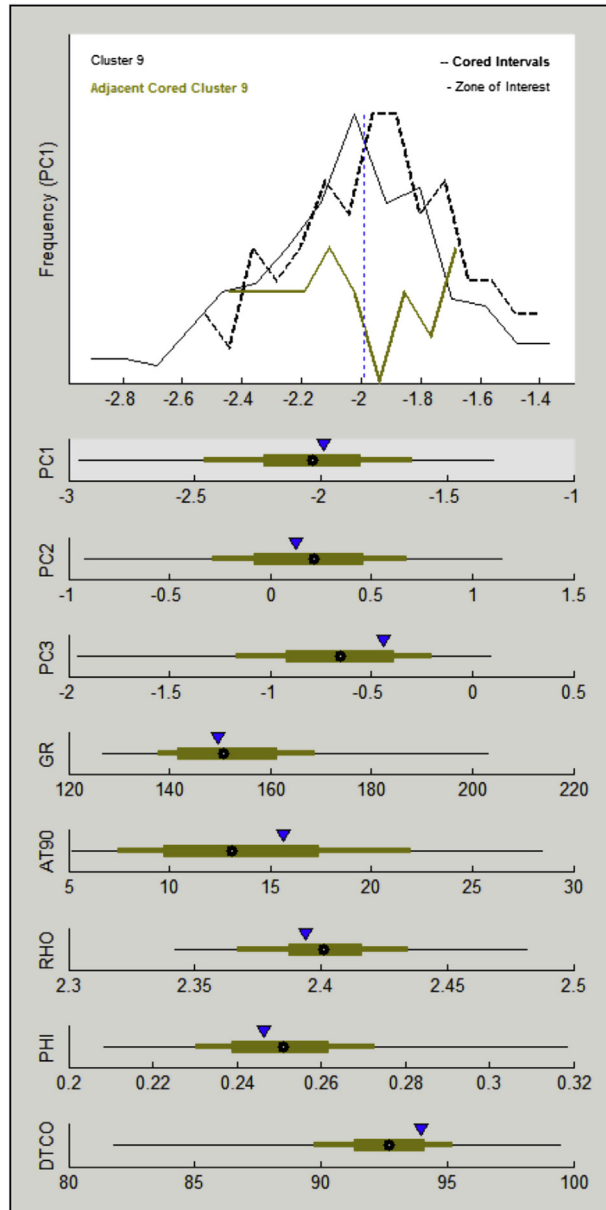 Cluster 9
-- Cored Intervals
Adjacent Cored Cluster 9
- Zone of Interest
Frequency (PC1)
-2.8 -2.6 -2.4 -2.2 -2 -1.8 -1.6 -1.4
PC1
-3 -2.5 -2 -1.5 -1
PC2
-1 -0.5 0 0.5 1 1.5
PC3
-2 -1.5 -1 -0.5 0 0.5
GR
120 140 160 180 200 220
AT90
5 10 15 20 25 30
RHO
2.3 2.35 2.4 2.45 2.5
PHI
0.2 0.22 0.24 0.26 0.28 0.3 0.32
DTCO
80 85 90 95 100